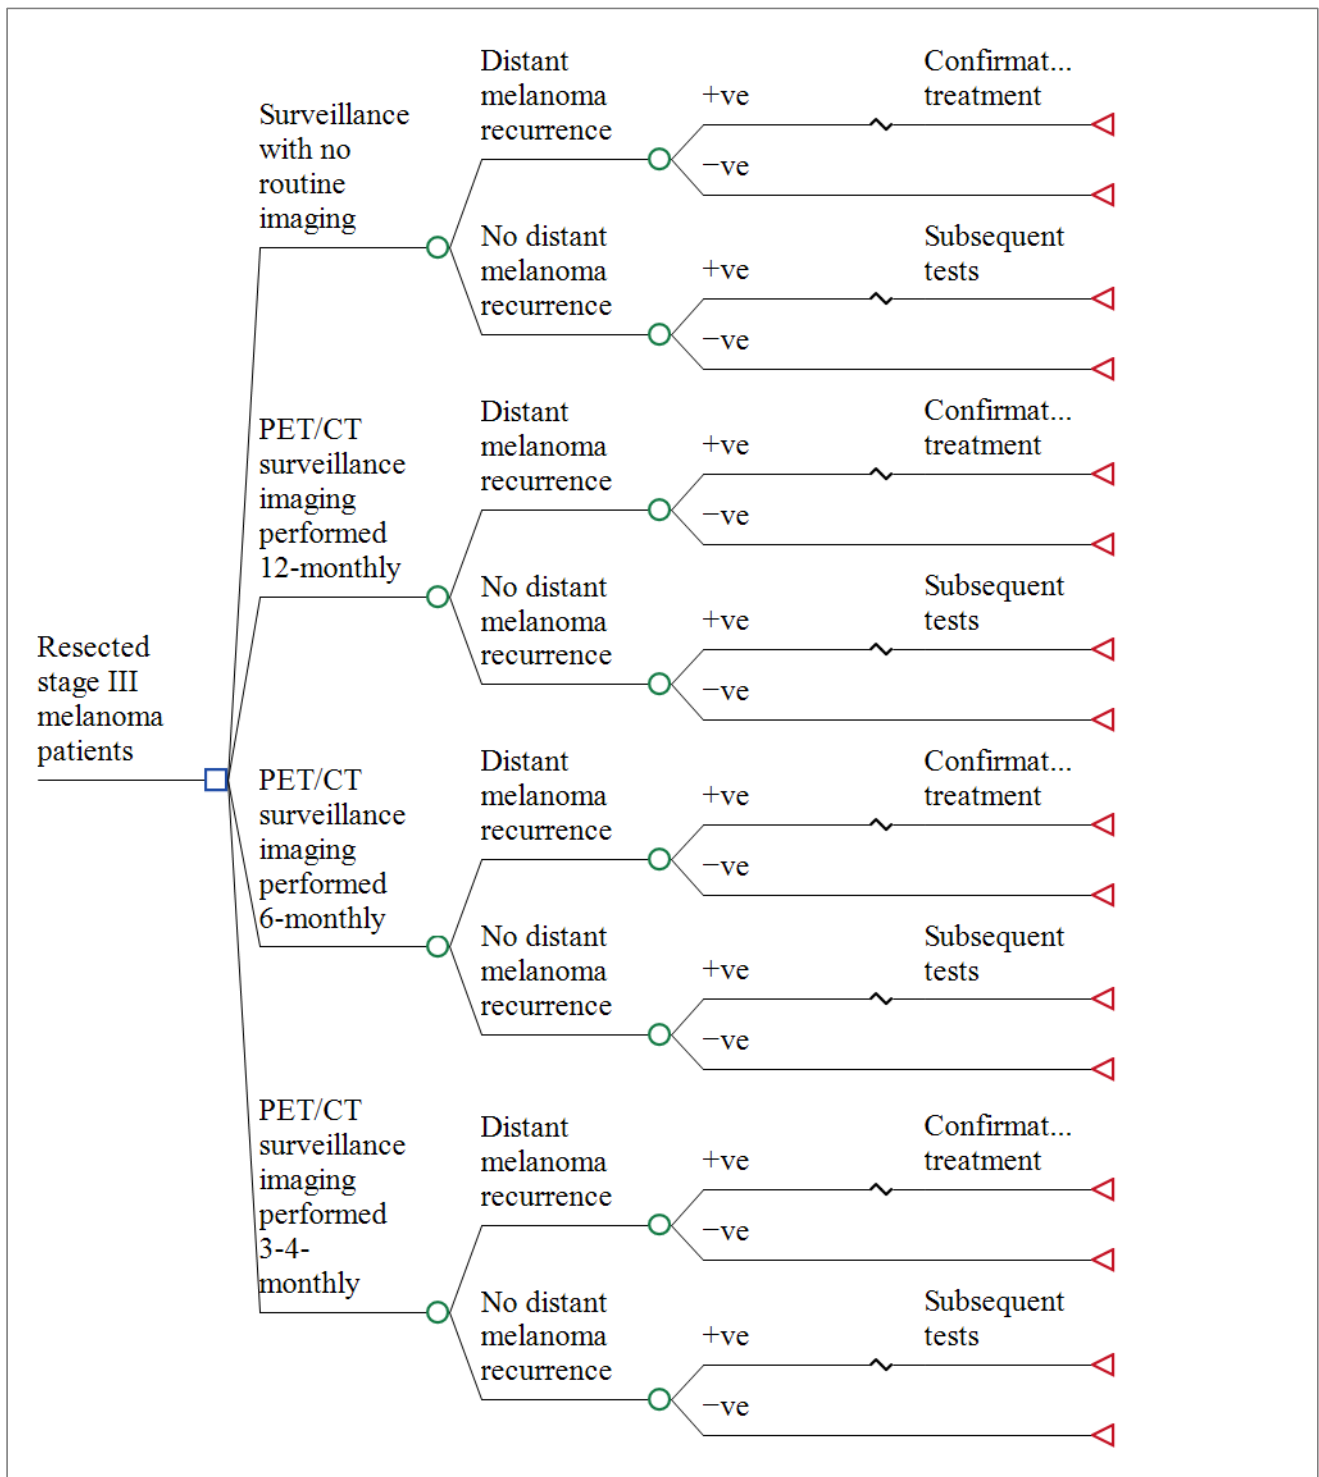 Resected
stage III
melanoma
patients
Surveillance
with no
routine
imaging
Distant
melanoma
recurrence
+ve
Confirmat...
treatment
−ve
No distant
melanoma
recurrence
+ve
Subsequent
tests
−ve
PET/CT
surveillance
imaging
performed
12-monthly
Distant
melanoma
recurrence
+ve
Confirmat...
treatment
−ve
No distant
melanoma
recurrence
+ve
Subsequent
tests
−ve
PET/CT
surveillance
imaging
performed
6-monthly
Distant
melanoma
recurrence
+ve
Confirmat...
treatment
−ve
No distant
melanoma
recurrence
+ve
Subsequent
tests
−ve
PET/CT
surveillance
imaging
performed
3-4-
monthly
Distant
melanoma
recurrence
+ve
Confirmat...
treatment
−ve
No distant
melanoma
recurrence
+ve
Subsequent
tests
−ve